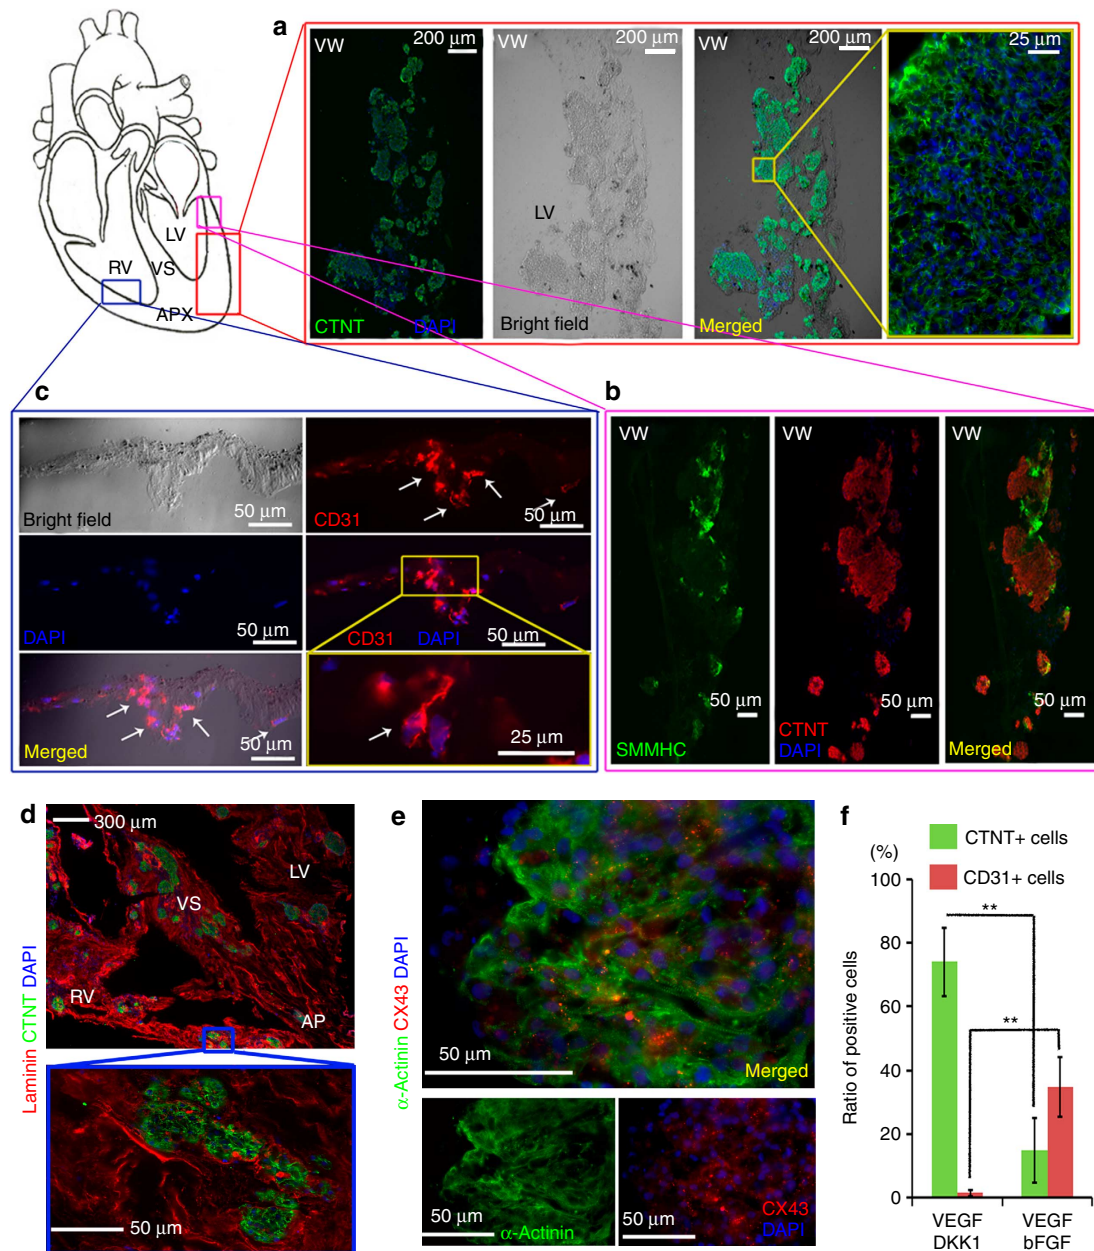 LV
RV
VS
APX
a
VW
200 μm
CTNT DAPI
VW
200 μm
LV
Bright field
VW
200 μm
Merged
25 μm
c
Bright field
50 μm
CD31
50 μm
DAPI
50 μm
CD31 DAPI
50 μm
Merged
50 μm
25 μm
b
VW
SMMHC
50 μm
VW
CTNT
DAPI
50 μm
VW
Merged
50 μm
d
Laminin CTNT DAPI
300 μm
LV
VS
RV
AP
50 μm
e
α-Actinin CX43 DAPI
50 μm
Merged
50 μm
α-Actinin
50 μm
CX43
DAPI
f
CTNT+ cells
CD31+ cells
(%)
Ratio of positive cells
100
80
60
40
20
0
**
**
VEGF
DKK1
VEGF
bFGF